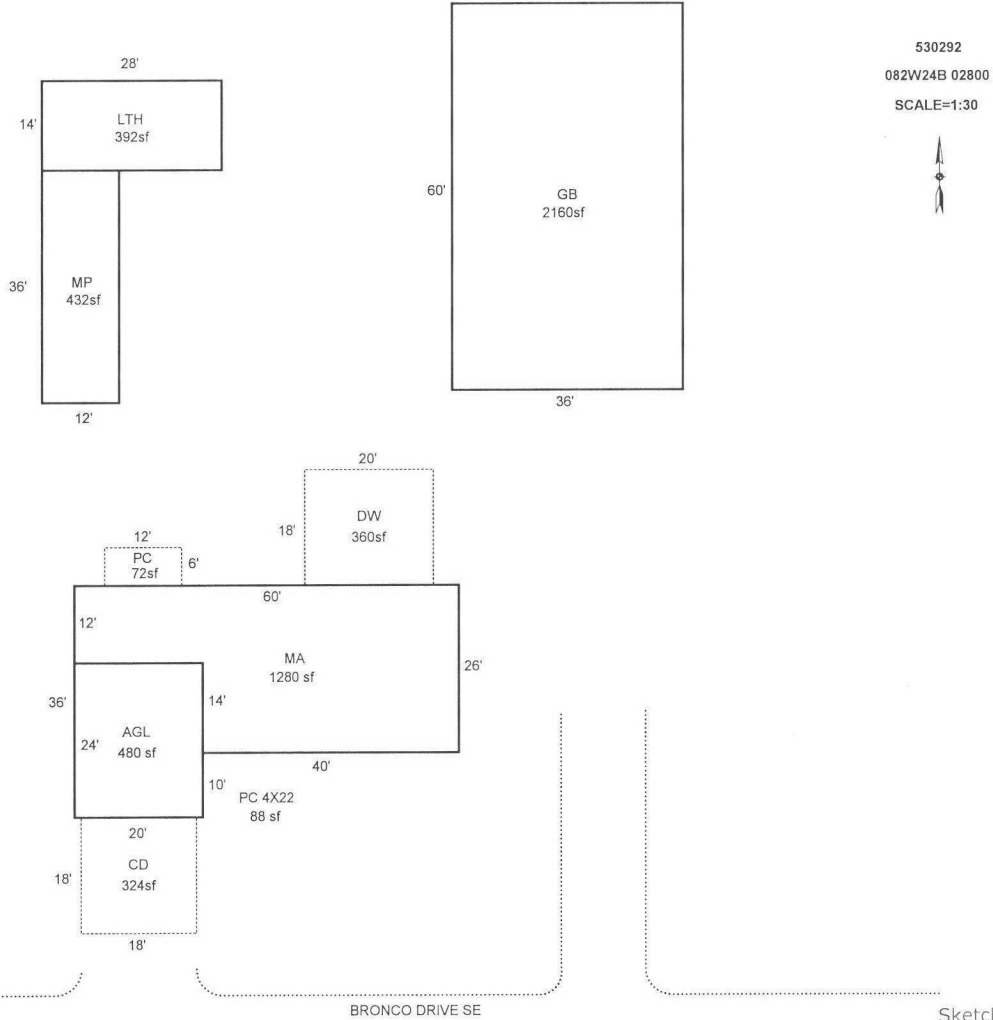 530292
082W24B 02800
SCALE=1:30
28'
14'
LTH
392sf
36'
MP
432sf
12'
60'
GB
2160sf
36'
20'
18'
DW
360sf
12'
PC
72sf
6'
60'
12'
MA
1280 sf
26'
36'
14'
AGL
480 sf
24'
40'
10'
PC 4X22
88 sf
20'
CD
324sf
18'
18'
BRONCO DRIVE SE